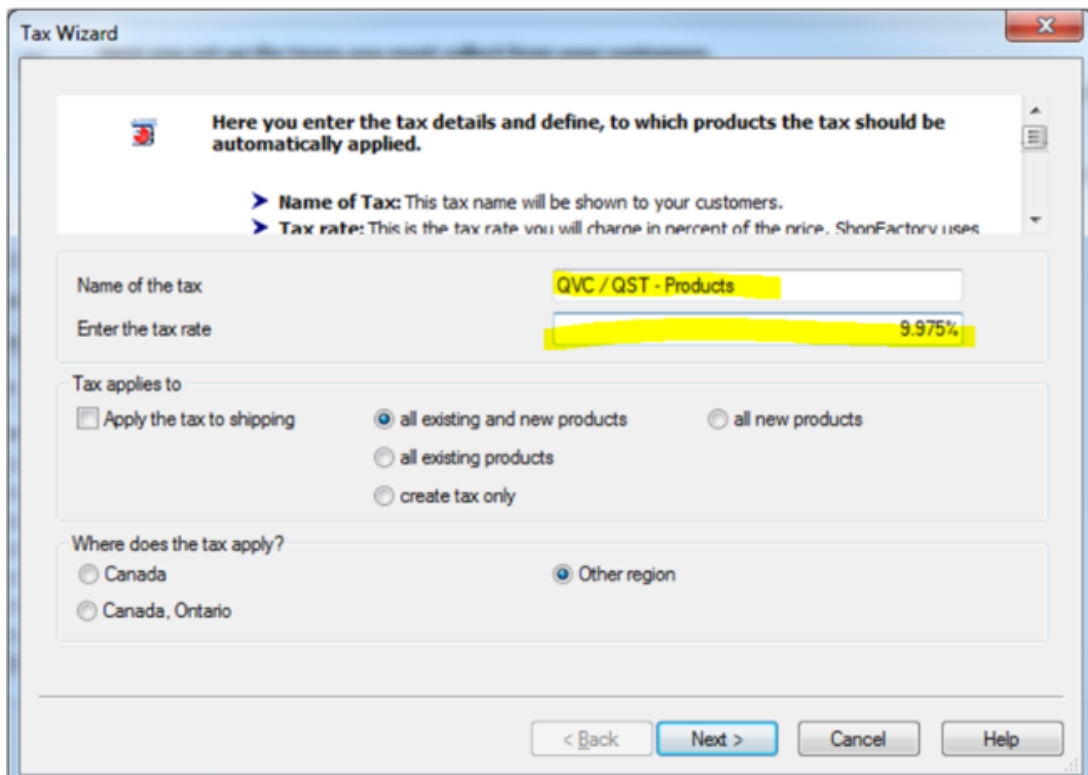 Tax Wizard
Here you enter the tax details and define, to which products the tax should be
automatically applied.
Name of Tax: This tax name will be shown to your customers.
Tax rate: This is the tax rate you will charge in percent of the price. ShopFactory uses
Name of the tax
QVC / QST - Products
Enter the tax rate
9.975%
Tax applies to
Apply the tax to shipping
all existing and new products
all new products
all existing products
create tax only
Where does the tax apply?
Canada
Other region
Canada, Ontario
< Back
Next >
Cancel
Help